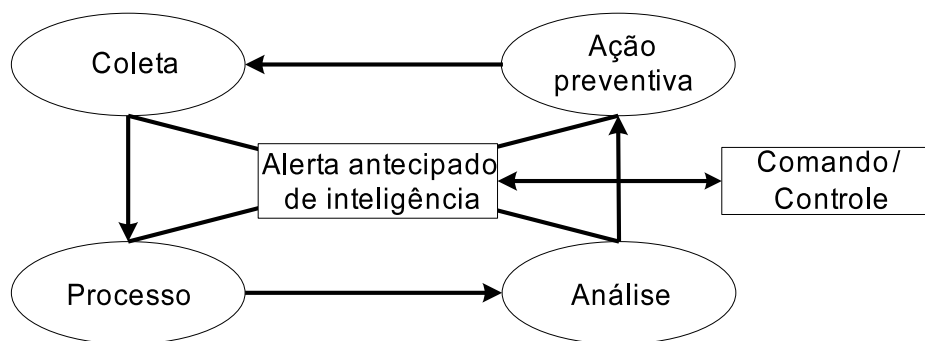 Coleta
Ação
preventiva
Alerta antecipado
de inteligência
Comando/
Controle
Processo
Análise